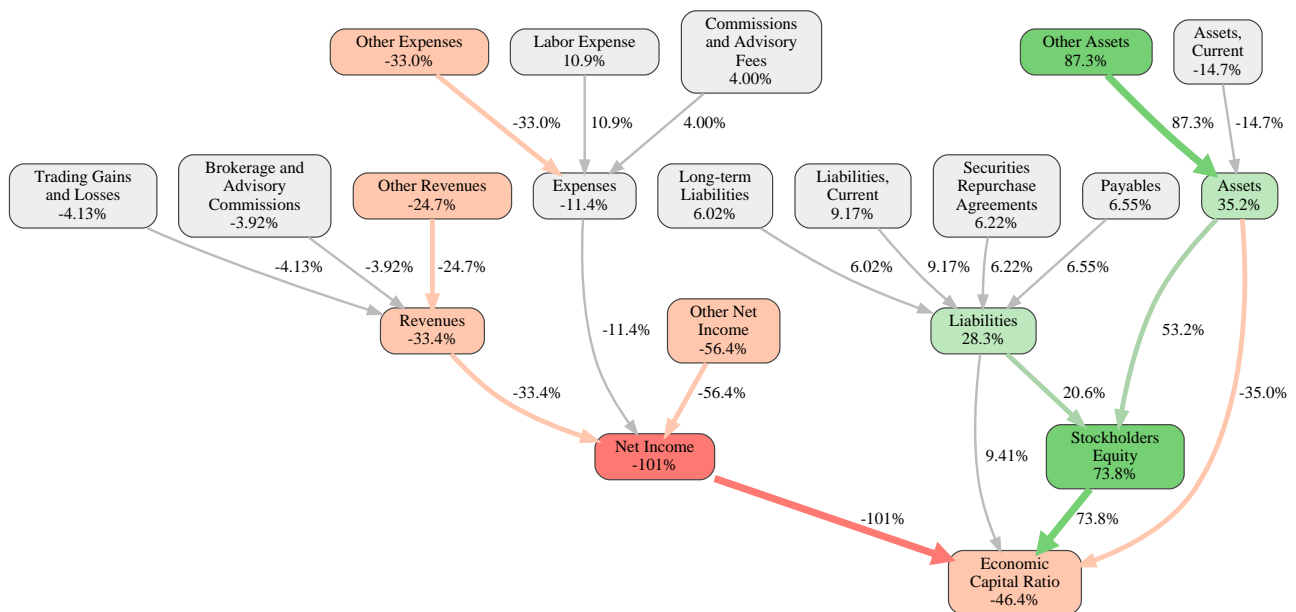 Other Expenses
-33.0%
Labor Expense
10.9%
Commissions
and Advisory
Fees
4.00%
Other Assets
87.3%
Assets,
Current
-14.7%
-33.0%
10.9%
4.00%
87.3%
-14.7%
Trading Gains
and Losses
-4.13%
Brokerage and
Advisory
Commissions
-3.92%
Other Revenues
-24.7%
Expenses
-11.4%
Long-term
Liabilities
6.02%
Liabilities,
Current
9.17%
Securities
Repurchase
Agreements
6.22%
Payables
6.55%
Assets
35.2%
-4.13%
-3.92%
-24.7%
6.02%
9.17%
6.22%
6.55%
Revenues
-33.4%
-11.4%
Other Net
Income
-56.4%
Liabilities
28.3%
53.2%
-33.4%
-56.4%
20.6%
-35.0%
Net Income
-101%
9.41%
Stockholders
Equity
73.8%
-101%
73.8%
Economic
Capital Ratio
-46.4%